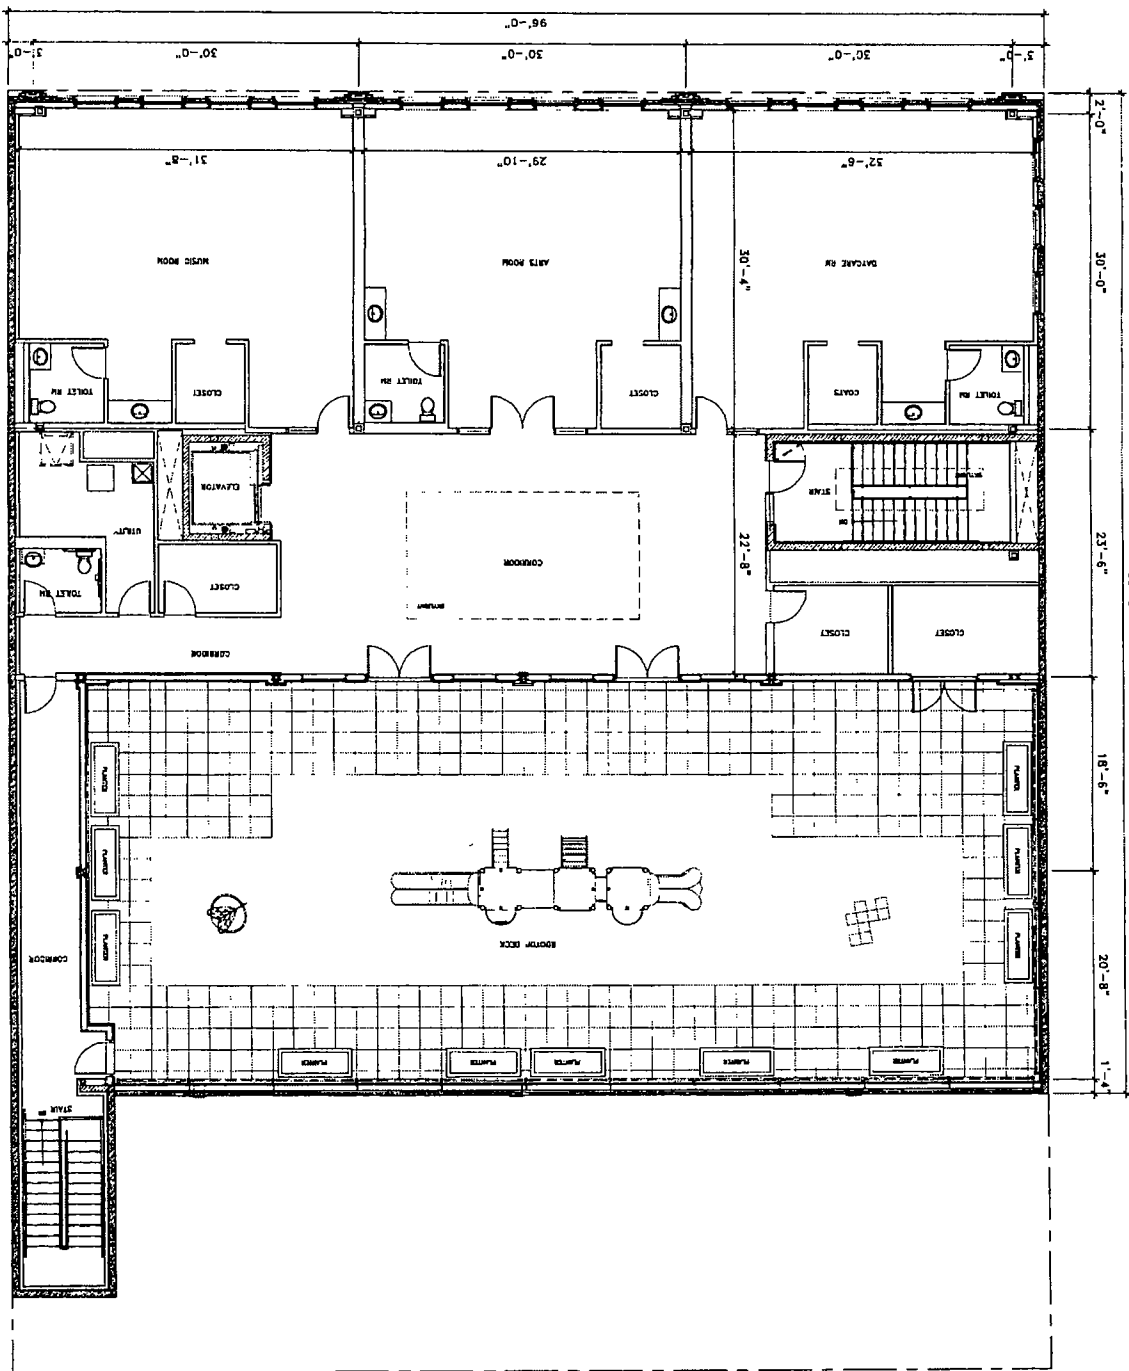 96'-0"
3'-0"
30'-0"
30'-0"
30'-0"
3'-0"
2'-0"
31'-8"
29'-10"
32'-6"
MUSIC ROOM
ARTS ROOM
DAYCARE RM
30'-4"
30'-0"
TOILET RM
CLOSET
TOILET RM
CLOSET
COATS
TOILET RM
ELEVATOR
UTILITY
STAIR
SKYLIGHT
DN
CORRIDOR
SKYLIGHT
22'-8"
23'-6"
TOILET RM
CLOSET
CLOSET
CLOSET
CORRIDOR
PLANTER
PLANTER
18'-6"
PLANTER
PLANTER
PLANTER
PLANTER
CORRIDOR
ROOFTOP DECK
20'-8"
PLANTER
PLANTER
PLANTER
PLANTER
PLANTER
1'-4"
STAIR